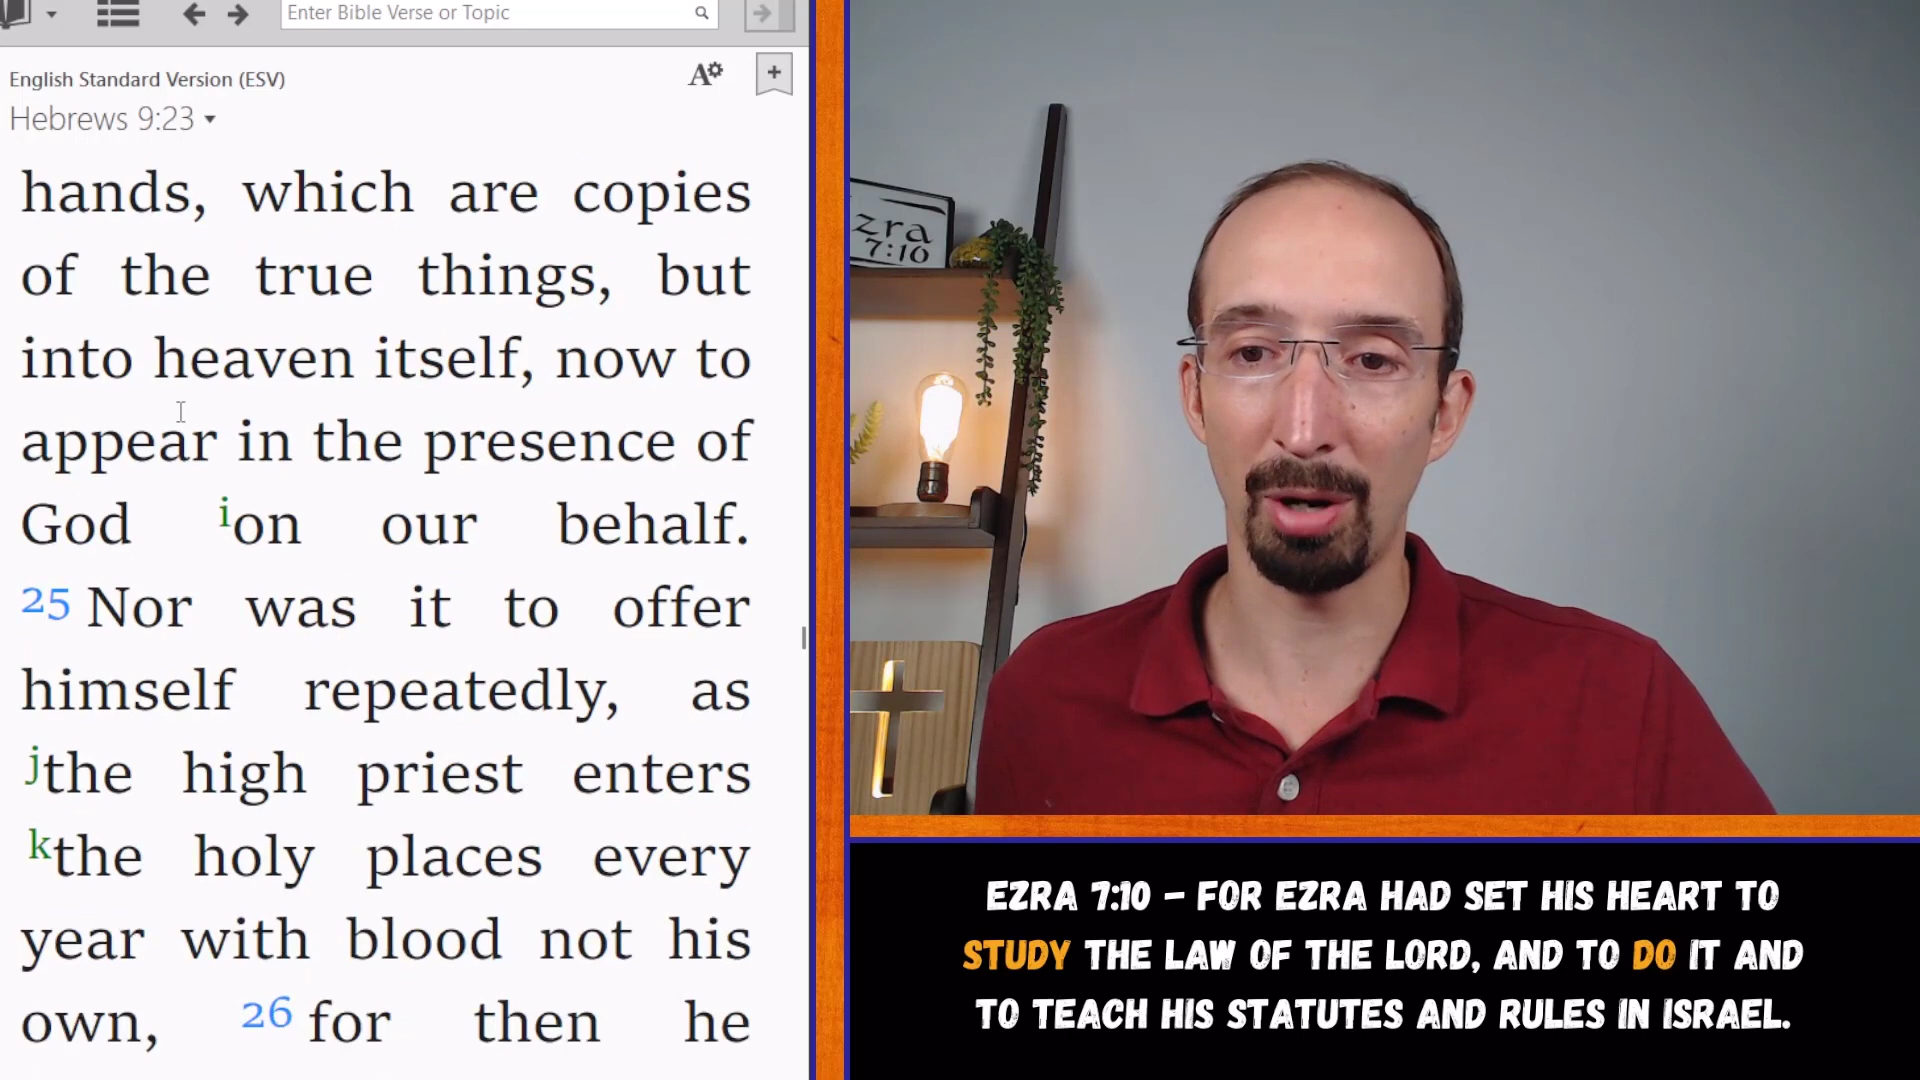 Enter Bible Verse or Topic
English Standard Version (ESV)
Hebrews 9:23
hands, which are copies
of the true things, but
into heaven itself, now to
appear in the presence of
God ion our behalf.
25 Nor was it to offer
himself repeatedly, as
jthe high priest enters
kthe holy places every
year with blood not his
own, 26 for then he
zra
7:10
EZRA 7:10 – FOR EZRA HAD SET HIS HEART TO
STUDY THE LAW OF THE LORD, AND TO DO IT AND
TO TEACH HIS STATUTES AND RULES IN ISRAEL.